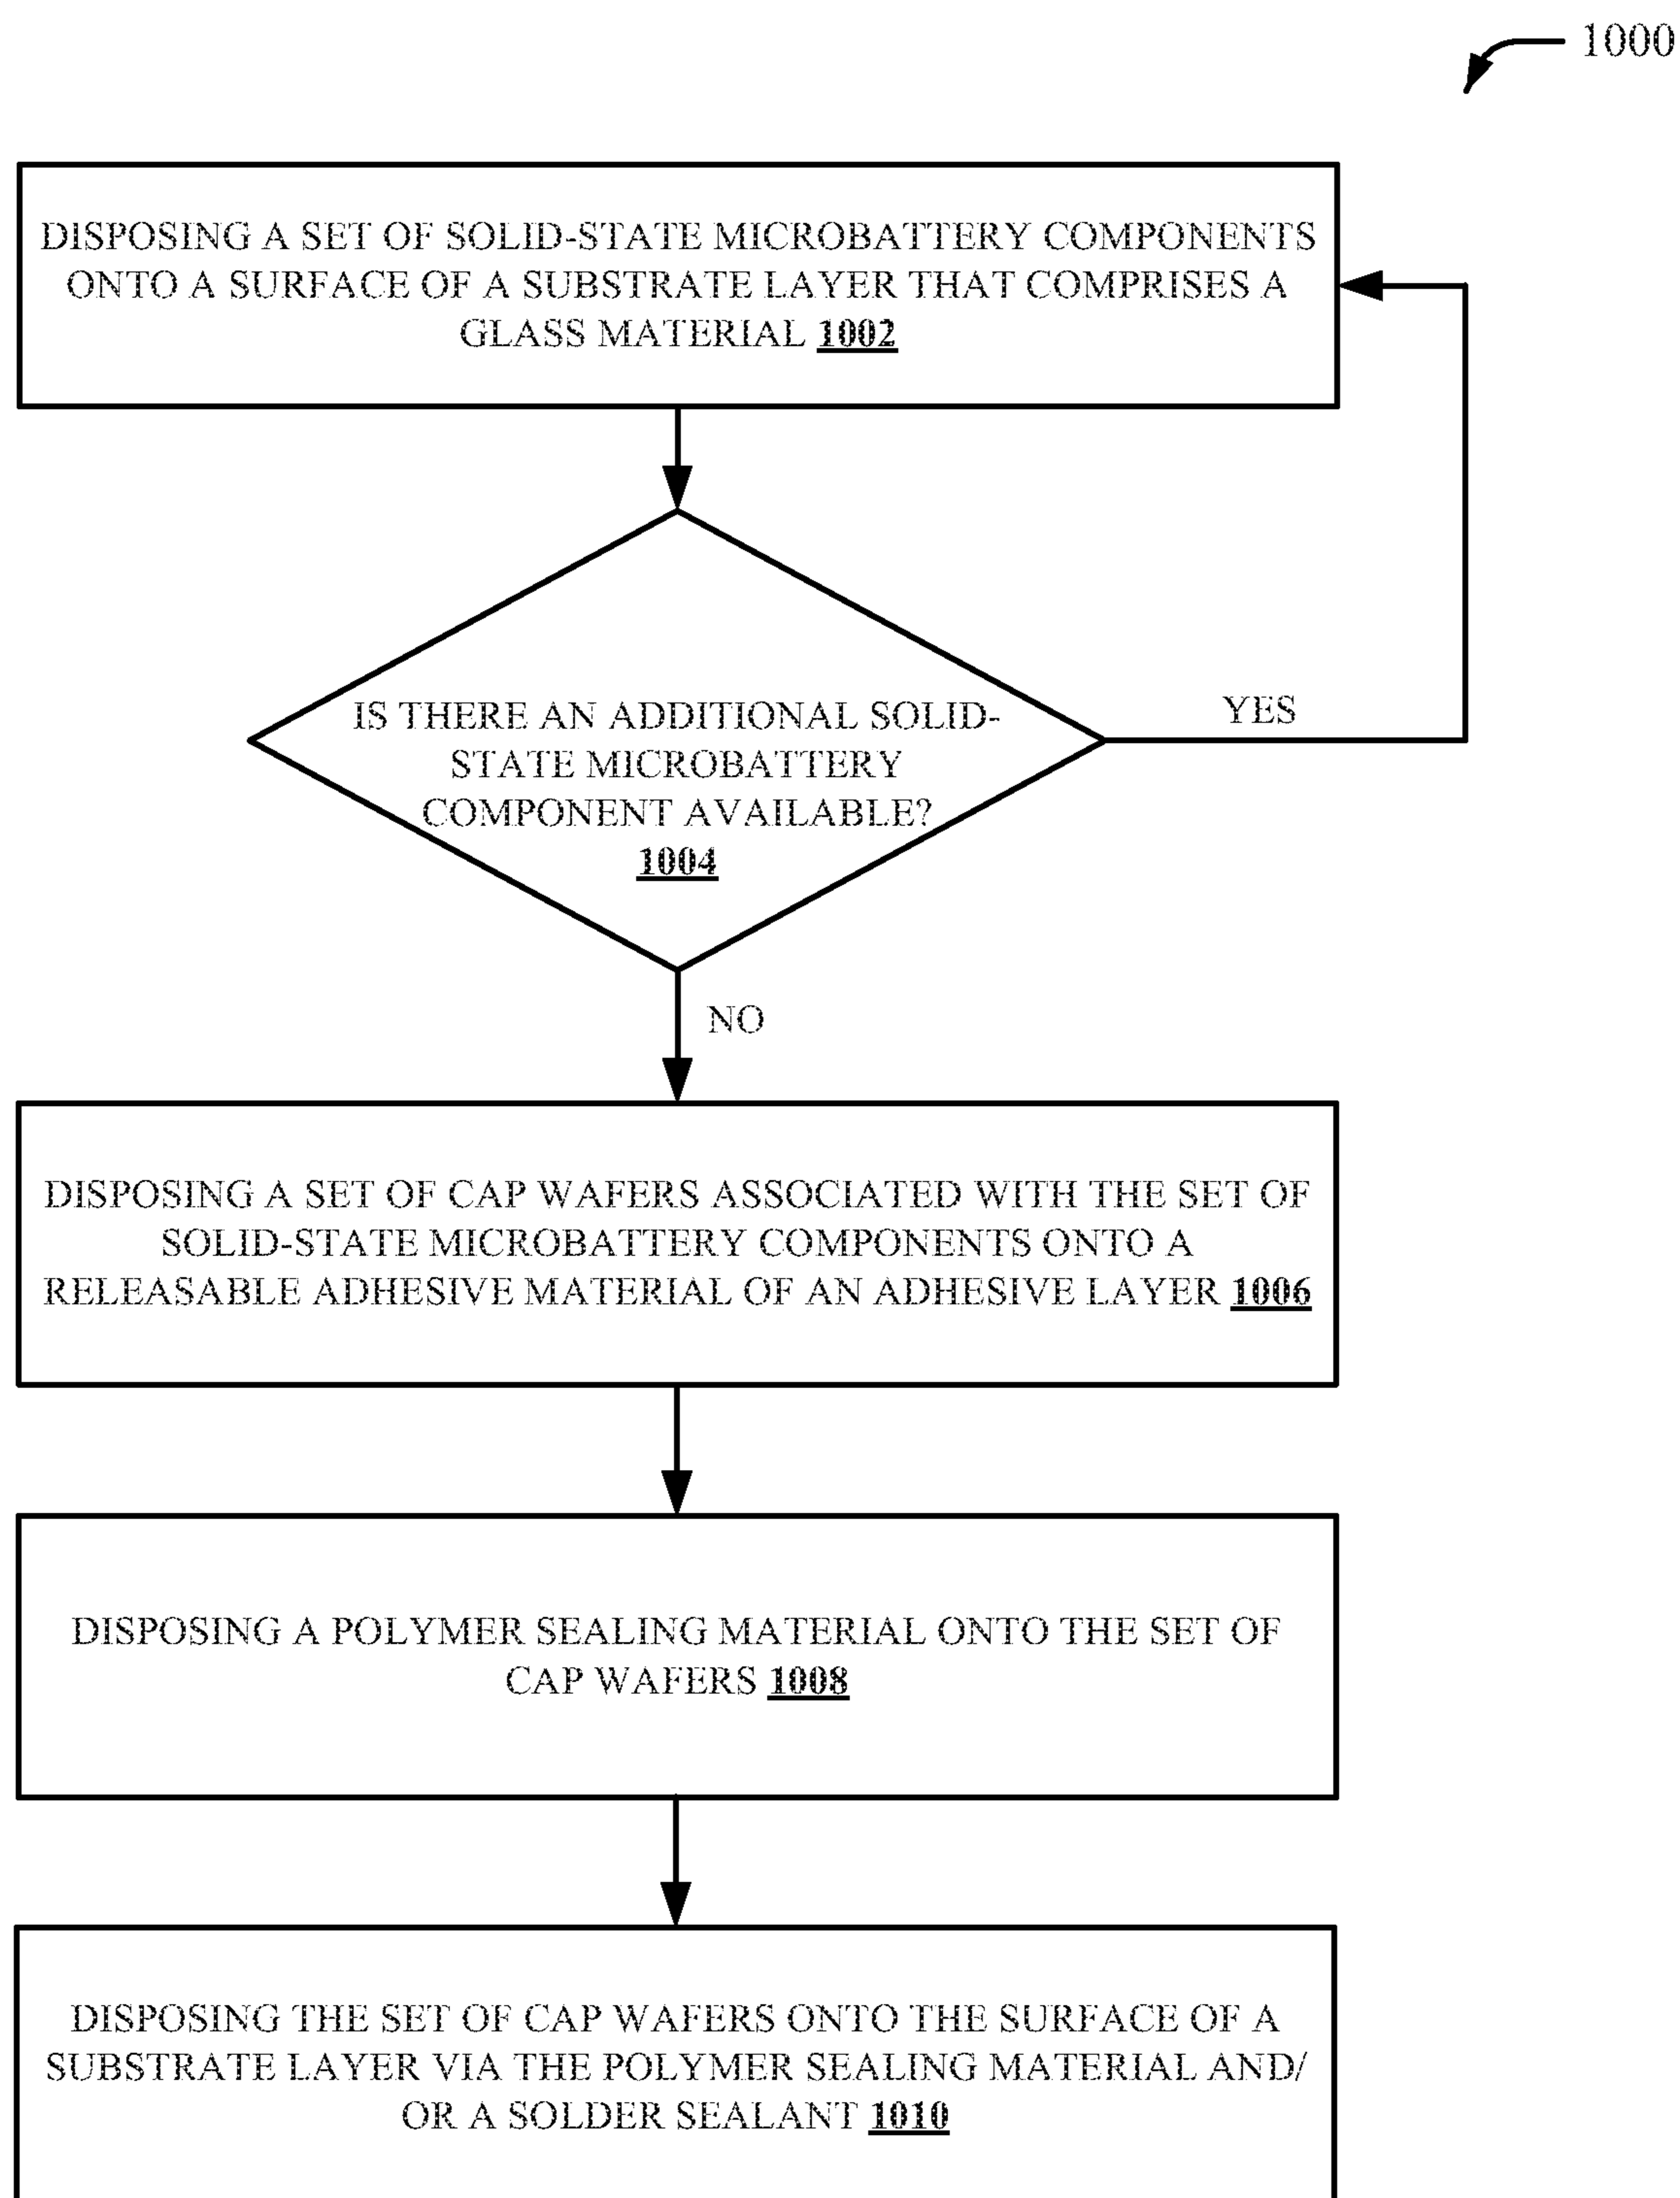 1000
DISPOSING A SET OF SOLID-STATE MICROBATTERY COMPONENTS
ONTO A SURFACE OF A SUBSTRATE LAYER THAT COMPRISES A
GLASS MATERIAL 1002
IS THERE AN ADDITIONAL SOLID-
STATE MICROBATTERY
COMPONENT AVAILABLE?
1004
YES
NO
DISPOSING A SET OF CAP WAFERS ASSOCIATED WITH THE SET OF
SOLID-STATE MICROBATTERY COMPONENTS ONTO A
RELEASABLE ADHESIVE MATERIAL OF AN ADHESIVE LAYER 1006
DISPOSING A POLYMER SEALING MATERIAL ONTO THE SET OF
CAP WAFERS 1008
DISPOSING THE SET OF CAP WAFERS ONTO THE SURFACE OF A
SUBSTRATE LAYER VIA THE POLYMER SEALING MATERIAL AND/
OR A SOLDER SEALANT 1010